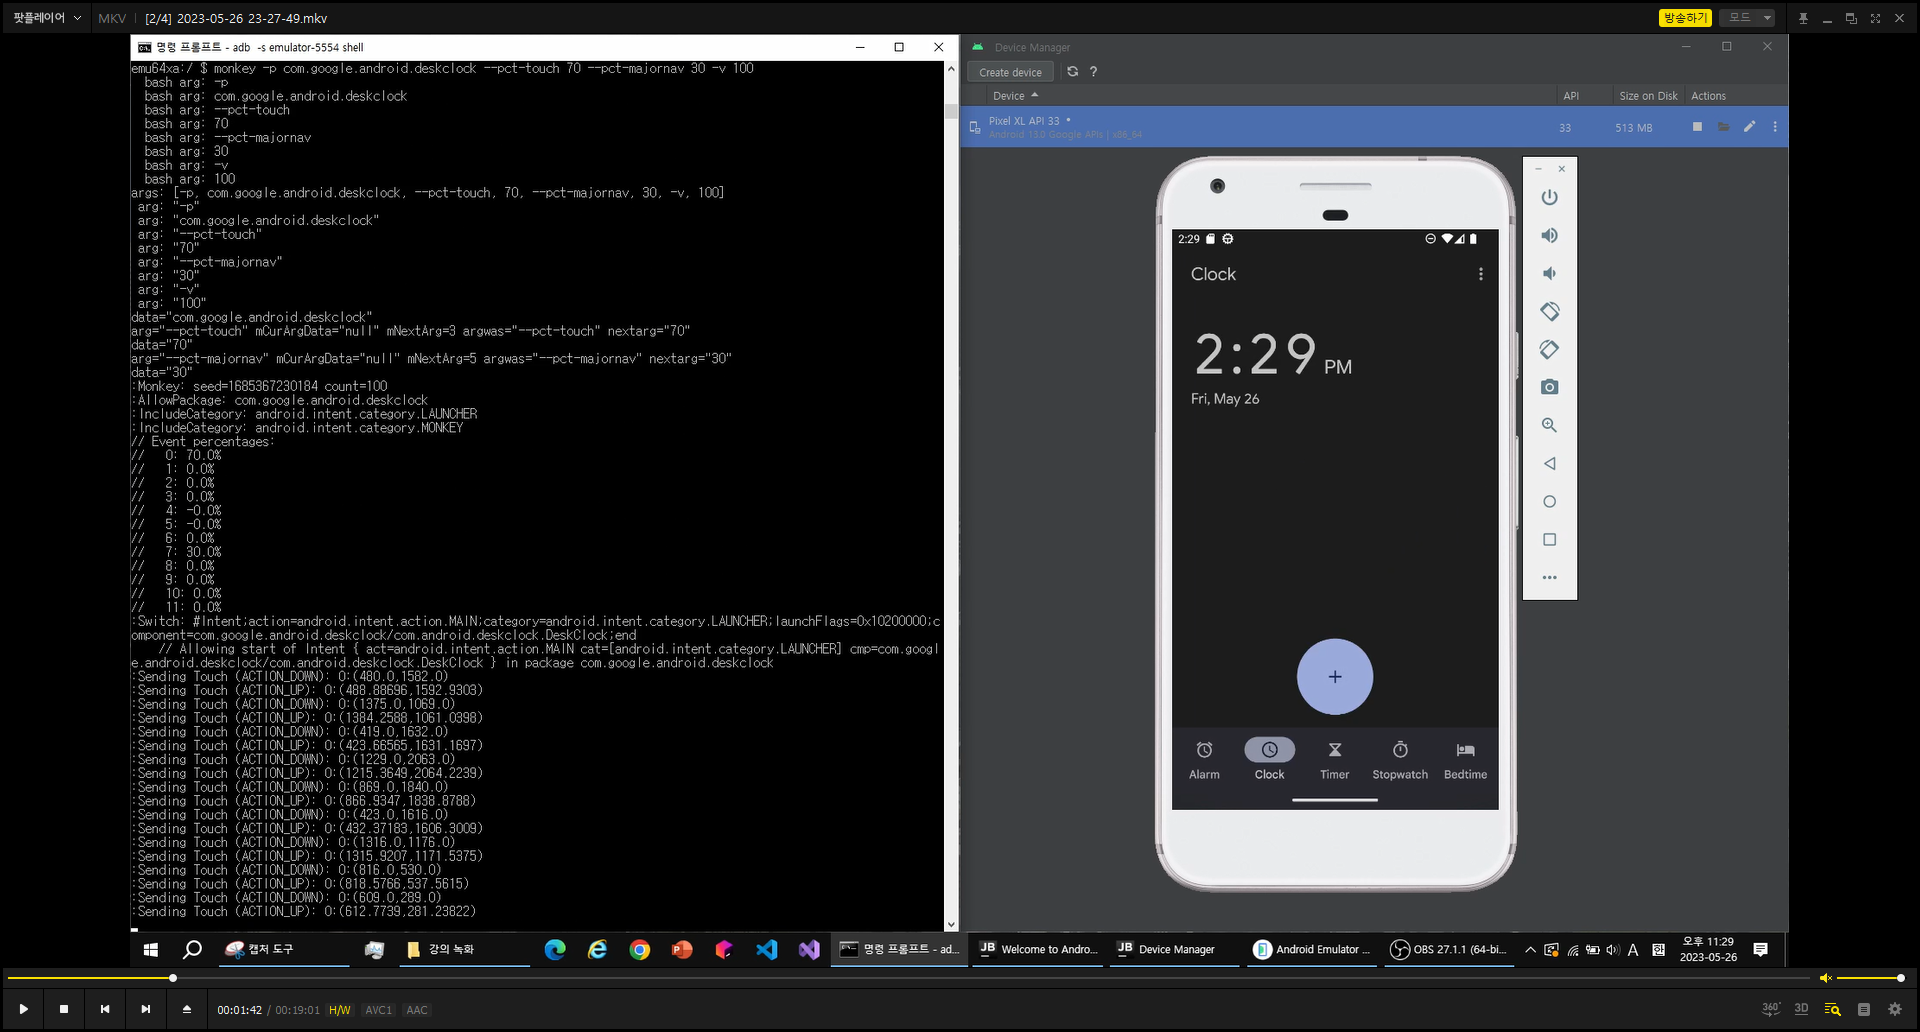 팟플레이어
MKV
[2/4] 2023-05-26 23-27-49.mkv
방송하기
모드
명령 프롬프트 - adb  -s emulator-5554 shell
emu64xa:/ $ monkey -p com.google.android.deskclock --pct-touch 70 --pct-majornav 30 -v 100
bash arg: -p
bash arg: com.google.android.deskclock
bash arg: --pct-touch
bash arg: 70
bash arg: --pct-majornav
bash arg: 30
bash arg: -v
bash arg: 100
args: [-p, com.google.android.deskclock, --pct-touch, 70, --pct-majornav, 30, -v, 100]
arg: "-p"
arg: "com.google.android.deskclock"
arg: "--pct-touch"
arg: "70"
arg: "--pct-majornav"
arg: "30"
arg: "-v"
arg: "100"
data="com.google.android.deskclock"
arg="--pct-touch" mCurArgData="null" mNextArg=3 argwas="--pct-touch" nextarg="70"
data="70"
arg="--pct-majornav" mCurArgData="null" mNextArg=5 argwas="--pct-majornav" nextarg="30"
data="30"
:Monkey: seed=1685367230184 count=100
:AllowPackage: com.google.android.deskclock
:IncludeCategory: android.intent.category.LAUNCHER
:IncludeCategory: android.intent.category.MONKEY
// Event percentages:
//   0: 70.0%
//   1: 0.0%
//   2: 0.0%
//   3: 0.0%
//   4: -0.0%
//   5: -0.0%
//   6: 0.0%
//   7: 30.0%
//   8: 0.0%
//   9: 0.0%
//   10: 0.0%
//   11: 0.0%
:Switch: #Intent;action=android.intent.action.MAIN;category=android.intent.category.LAUNCHER;launchFlags=0x10200000;c
omponent=com.google.android.deskclock/com.android.deskclock.DeskClock;end
// Allowing start of Intent { act=android.intent.action.MAIN cat=[android.intent.category.LAUNCHER] cmp=com.googl
e.android.deskclock/com.android.deskclock.DeskClock } in package com.google.android.deskclock
:Sending Touch (ACTION_DOWN): 0:(480.0,1582.0)
:Sending Touch (ACTION_UP): 0:(488.88696,1592.9303)
:Sending Touch (ACTION_DOWN): 0:(1375.0,1069.0)
:Sending Touch (ACTION_UP): 0:(1384.2588,1061.0398)
:Sending Touch (ACTION_DOWN): 0:(419.0,1632.0)
:Sending Touch (ACTION_UP): 0:(423.66565,1631.1697)
:Sending Touch (ACTION_DOWN): 0:(1229.0,2063.0)
:Sending Touch (ACTION_UP): 0:(1215.3649,2064.2239)
:Sending Touch (ACTION_DOWN): 0:(869.0,1840.0)
:Sending Touch (ACTION_UP): 0:(866.9347,1838.8788)
:Sending Touch (ACTION_DOWN): 0:(423.0,1616.0)
:Sending Touch (ACTION_UP): 0:(432.37183,1606.3009)
:Sending Touch (ACTION_DOWN): 0:(1316.0,1176.0)
:Sending Touch (ACTION_UP): 0:(1315.9207,1171.5375)
:Sending Touch (ACTION_DOWN): 0:(816.0,530.0)
:Sending Touch (ACTION_UP): 0:(818.5766,537.5615)
:Sending Touch (ACTION_DOWN): 0:(609.0,289.0)
:Sending Touch (ACTION_UP): 0:(612.7739,281.23822)
Device Manager
Create device
?
Device API Size on Disk Actions
Pixel XL API 33 33 513 MB
Android 13.0 Google APIs | x86_64
2:29
Clock
2:29 PM
Fri, May 26
+
Alarm Clock Timer Stopwatch Bedtime
캡처 도구
강의 녹화
명령 프롬프트 - ad...
JB Welcome to Andro...
JB Device Manager
Android Emulator ...
OBS 27.1.1 (64-bi...
A
오후 11:29
2023-05-26
00:01:42 / 00:19:01 H/W AVC1 AAC
360°
3D